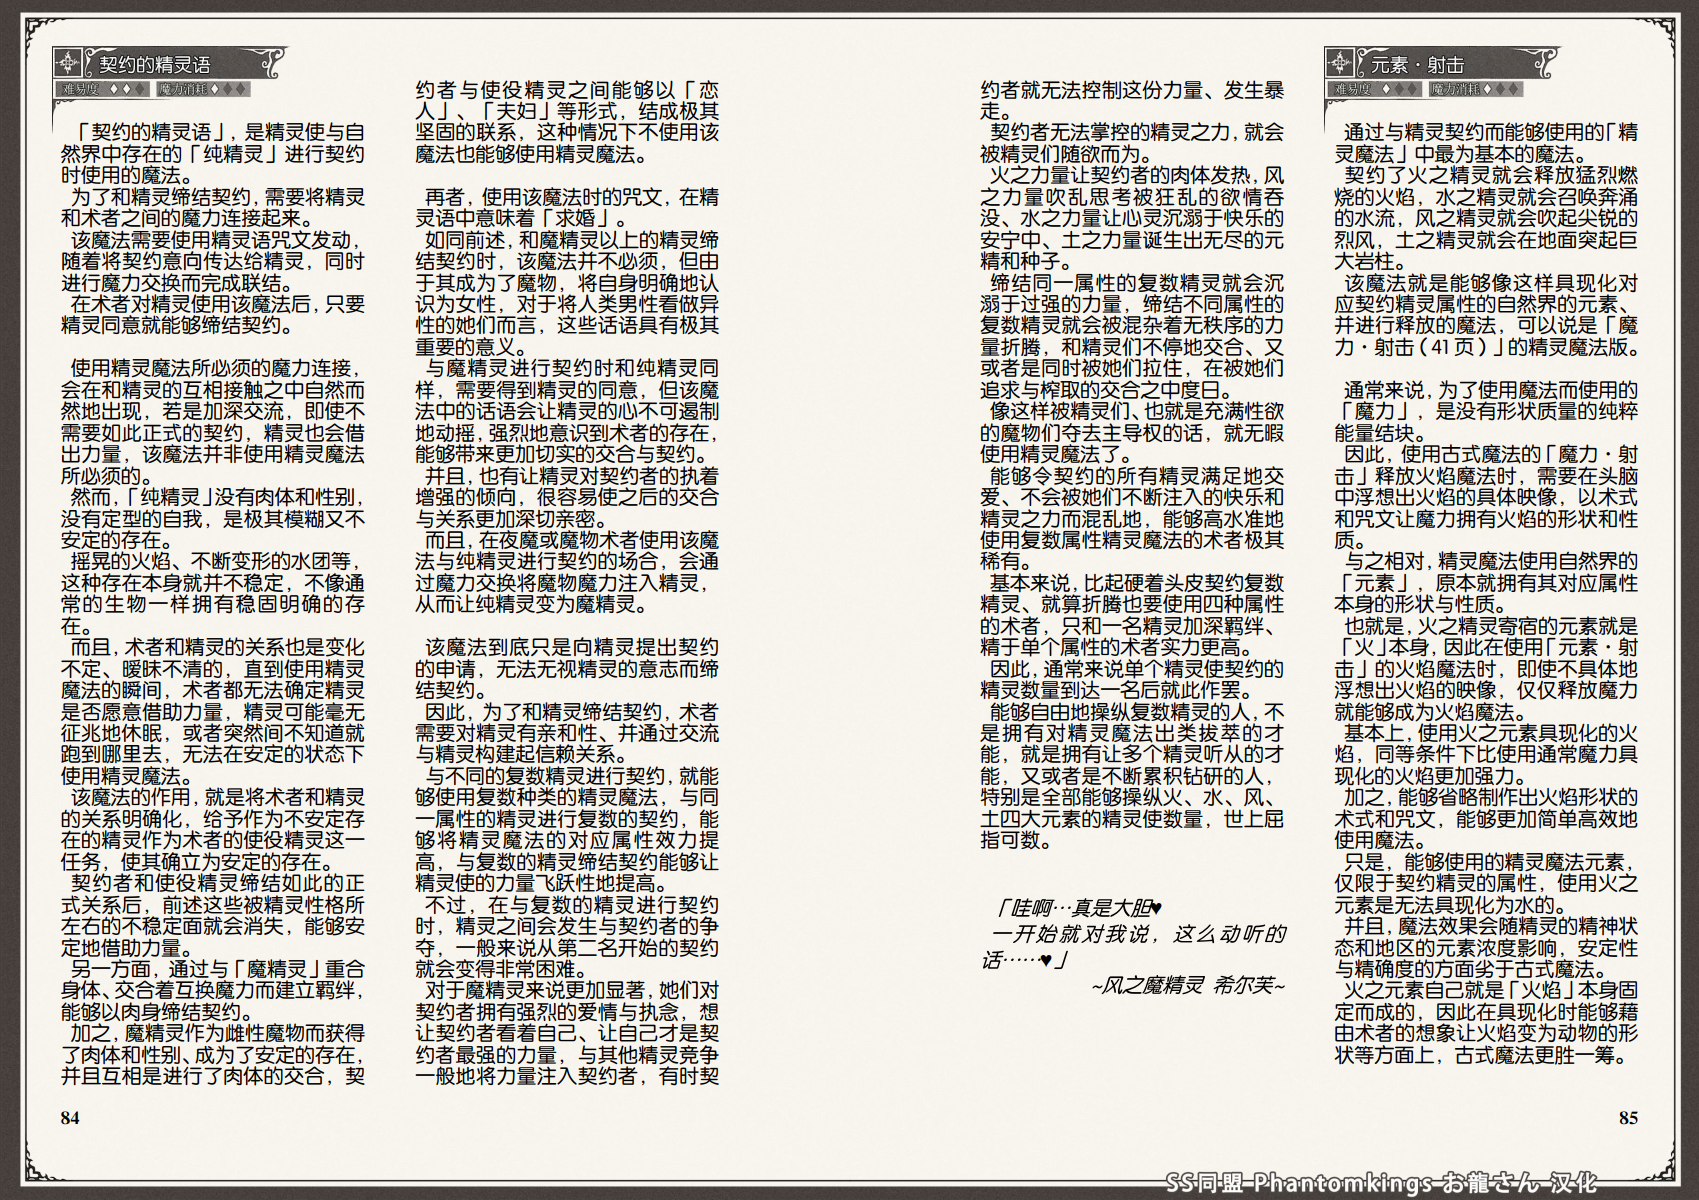 契约的精灵语
难易度 ♦♦♦ 魔力消耗 ♦♦♦
「契约的精灵语」，是精灵使与自
然界中存在的「纯精灵」进行契约
时使用的魔法。
为了和精灵缔结契约，需要将精灵
和术者之间的魔力连接起来。
该魔法需要使用精灵语咒文发动，
随着将契约意向传达给精灵，同时
进行魔力交换而完成联结。
在术者对精灵使用该魔法后，只要
精灵同意就能够缔结契约。
使用精灵魔法所必须的魔力连接，
会在和精灵的互相接触之中自然而
然地出现，若是加深交流，即使不
需要如此正式的契约，精灵也会借
出力量，该魔法并非使用精灵魔法
所必须的。
然而，「纯精灵」没有肉体和性别，
没有定型的自我，是极其模糊又不
安定的存在。
摇晃的火焰、不断变形的水团等，
这种存在本身就并不稳定，不像通
常的生物一样拥有稳固明确的存
在。
而且，术者和精灵的关系也是变化
不定、暧昧不清的，直到使用精灵
魔法的瞬间，术者都无法确定精灵
是否愿意借助力量，精灵可能毫无
征兆地休眠，或者突然间不知道就
跑到哪里去，无法在安定的状态下
使用精灵魔法。
该魔法的作用，就是将术者和精灵
的关系明确化，给予作为不安定存
在的精灵作为术者的使役精灵这一
任务，使其确立为安定的存在。
契约者和使役精灵缔结如此的正
式关系后，前述这些被精灵性格所
左右的不稳定面就会消失，能够安
定地借助力量。
另一方面，通过与「魔精灵」重合
身体、交合着互换魔力而建立羁绊，
能够以肉身缔结契约。
加之，魔精灵作为雌性魔物而获得
了肉体和性别、成为了安定的存在，
并且互相是进行了肉体的交合，契
84
约者与使役精灵之间能够以「恋
人」、「夫妇」等形式，结成极其
坚固的联系，这种情况下不使用该
魔法也能够使用精灵魔法。
再者，使用该魔法时的咒文，在精
灵语中意味着「求婚」。
如同前述，和魔精灵以上的精灵缔
结契约时，该魔法并不必须，但由
于其成为了魔物，将自身明确地认
识为女性，对于将人类男性看做异
性的她们而言，这些话语具有极其
重要的意义。
与魔精灵进行契约时和纯精灵同
样，需要得到精灵的同意，但该魔
法中的话语会让精灵的心不可遏制
地动摇，强烈地意识到术者的存在，
能够带来更加切实的交合与契约。
并且，也有让精灵对契约者的执着
增强的倾向，很容易使之后的交合
与关系更加深切亲密。
而且，在夜魔或魔物术者使用该魔
法与纯精灵进行契约的场合，会通
过魔力交换将魔物魔力注入精灵，
从而让纯精灵变为魔精灵。
该魔法到底只是向精灵提出契约
的申请，无法无视精灵的意志而缔
结契约。
因此，为了和精灵缔结契约，术者
需要对精灵有亲和性、并通过交流
与精灵构建起信赖关系。
与不同的复数精灵进行契约，就能
够使用复数种类的精灵魔法，与同
一属性的精灵进行复数的契约，能
够将精灵魔法的对应属性效力提
高，与复数的精灵缔结契约能够让
精灵使的力量飞跃性地提高。
不过，在与复数的精灵进行契约
时，精灵之间会发生与契约者的争
夺，一般来说从第二名开始的契约
就会变得非常困难。
对于魔精灵来说更加显著，她们对
契约者拥有强烈的爱情与执念，想
让契约者看着自己、让自己才是契
约者最强的力量，与其他精灵竞争
一般地将力量注入契约者，有时契
约者就无法控制这份力量、发生暴
走。
契约者无法掌控的精灵之力，就会
被精灵们随欲而为。
火之力量让契约者的肉体发热，风
之力量吹乱思考被狂乱的欲情吞
没、水之力量让心灵沉溺于快乐的
安宁中、土之力量诞生出无尽的元
精和种子。
缔结同一属性的复数精灵就会沉
溺于过强的力量，缔结不同属性的
复数精灵就会被混杂着无秩序的力
量折腾，和精灵们不停地交合、又
或者是同时被她们拉住，在被她们
追求与榨取的交合之中度日。
像这样被精灵们、也就是充满性欲
的魔物们夺去主导权的话，就无暇
使用精灵魔法了。
能够令契约的所有精灵满足地交
爱、不会被她们不断注入的快乐和
精灵之力而混乱地，能够高水准地
使用复数属性精灵魔法的术者极其
稀有。
基本来说，比起硬着头皮契约复数
精灵、就算折腾也要使用四种属性
的术者，只和一名精灵加深羁绊、
精于单个属性的术者实力更高。
因此，通常来说单个精灵使契约的
精灵数量到达一名后就此作罢。
能够自由地操纵复数精灵的人，不
是拥有对精灵魔法出类拔萃的才
能，就是拥有让多个精灵听从的才
能，又或者是不断累积钻研的人，
特别是全部能够操纵火、水、风、
土四大元素的精灵使数量，世上屈
指可数。
「哇啊…真是大胆♥
一开始就对我说，这么动听的
话……♥」
~风之魔精灵 希尔芙~
元素・射击
难易度 ♦♦♦ 魔力消耗 ♦♦♦
通过与精灵契约而能够使用的「精
灵魔法」中最为基本的魔法。
契约了火之精灵就会释放猛烈燃
烧的火焰，水之精灵就会召唤奔涌
的水流，风之精灵就会吹起尖锐的
烈风，土之精灵就会在地面突起巨
大岩柱。
该魔法就是能够像这样具现化对
应契约精灵属性的自然界的元素、
并进行释放的魔法，可以说是「魔
力・射击（41页）」的精灵魔法版。
通常来说，为了使用魔法而使用的
「魔力」，是没有形状质量的纯粹
能量结块。
因此，使用古式魔法的「魔力・射
击」释放火焰魔法时，需要在头脑
中浮想出火焰的具体映像，以术式
和咒文让魔力拥有火焰的形状和性
质。
与之相对，精灵魔法使用自然界的
「元素」，原本就拥有其对应属性
本身的形状与性质。
也就是，火之精灵寄宿的元素就是
「火」本身，因此在使用「元素・射
击」的火焰魔法时，即使不具体地
浮想出火焰的映像，仅仅释放魔力
就能够成为火焰魔法。
基本上，使用火之元素具现化的火
焰，同等条件下比使用通常魔力具
现化的火焰更加强力。
加之，能够省略制作出火焰形状的
术式和咒文，能够更加简单高效地
使用魔法。
只是，能够使用的精灵魔法元素，
仅限于契约精灵的属性，使用火之
元素是无法具现化为水的。
并且，魔法效果会随精灵的精神状
态和地区的元素浓度影响，安定性
与精确度的方面劣于古式魔法。
火之元素自己就是「火焰」本身固
定而成的，因此在具现化时能够藉
由术者的想象让火焰变为动物的形
状等方面上，古式魔法更胜一筹。
85
SS同盟 Phantomkings お龍さん 汉化